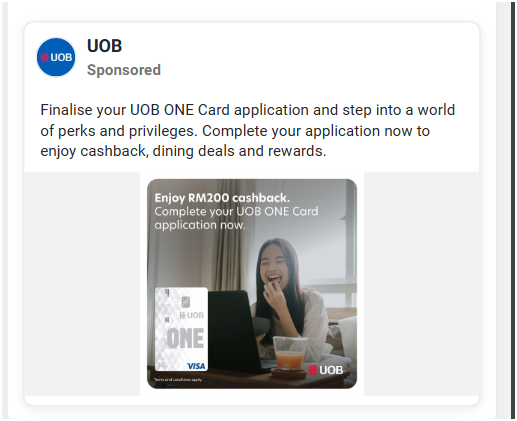 UOB
UOB
Sponsored
Finalise your UOB ONE Card application and step into a world
of perks and privileges. Complete your application now to
enjoy cashback, dining deals and rewards.
Enjoy RM200 cashback.
Complete your UOB ONE Card
application now.
UOB
ONE
VISA
Terms and conditions apply.
UOB